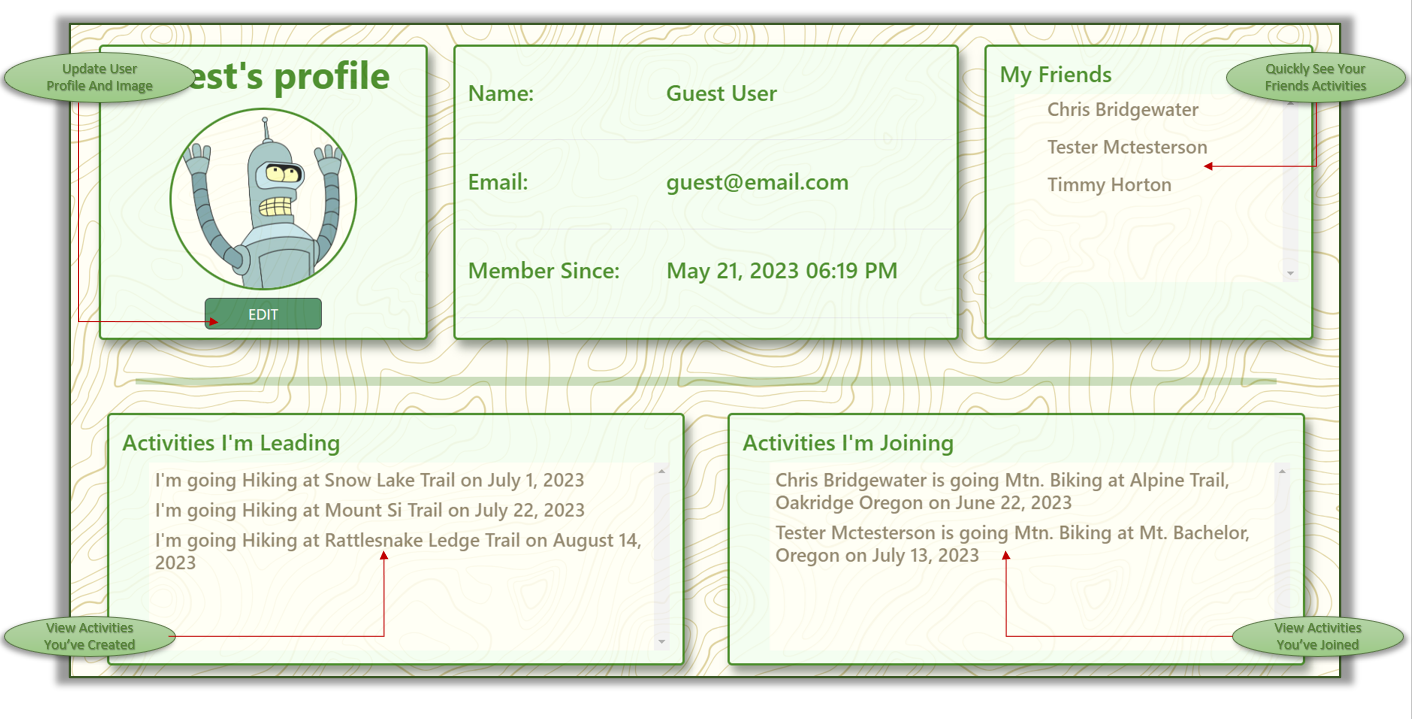 Update User
Profile And Image
est's profile
EDIT
Name: Guest User
Email: guest@email.com
Member Since: May 21, 2023 06:19 PM
My Friends
Quickly See Your
Friends Activities
Chris Bridgewater
Tester Mctesterson
Timmy Horton
Activities I'm Leading
I'm going Hiking at Snow Lake Trail on July 1, 2023
I'm going Hiking at Mount Si Trail on July 22, 2023
I'm going Hiking at Rattlesnake Ledge Trail on August 14,
2023
View Activities
You've Created
Activities I'm Joining
Chris Bridgewater is going Mtn. Biking at Alpine Trail,
Oakridge Oregon on June 22, 2023
Tester Mctesterson is going Mtn. Biking at Mt. Bachelor,
Oregon on July 13, 2023
View Activities
You've Joined